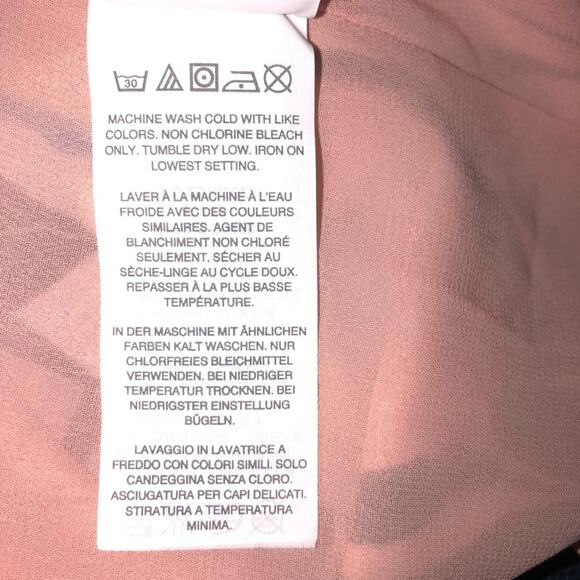 30
MACHINE WASH COLD WITH LIKE
COLORS. NON CHLORINE BLEACH
ONLY. TUMBLE DRY LOW. IRON ON
LOWEST SETTING.
LAVER À LA MACHINE À L'EAU
FROIDE AVEC DES COULEURS
SIMILAIRES. AGENT DE
BLANCHIMENT NON CHLORÉ
SEULEMENT. SÉCHER AU
SÈCHE-LINGE AU CYCLE DOUX.
REPASSER À LA PLUS BASSE
TEMPÉRATURE.
IN DER MASCHINE MIT ÄHNLICHEN
FARBEN KALT WASCHEN. NUR
CHLORFREIES BLEICHMITTEL
VERWENDEN. BEI NIEDRIGER
TEMPERATUR TROCKNEN. BEI
NIEDRIGSTER EINSTELLUNG
BÜGELN.
LAVAGGIO IN LAVATRICE A
FREDDO CON COLORI SIMILI. SOLO
CANDEGGINA SENZA CLORO.
ASCIUGATURA PER CAPI DELICATI.
STIRATURA A TEMPERATURA
MINIMA.